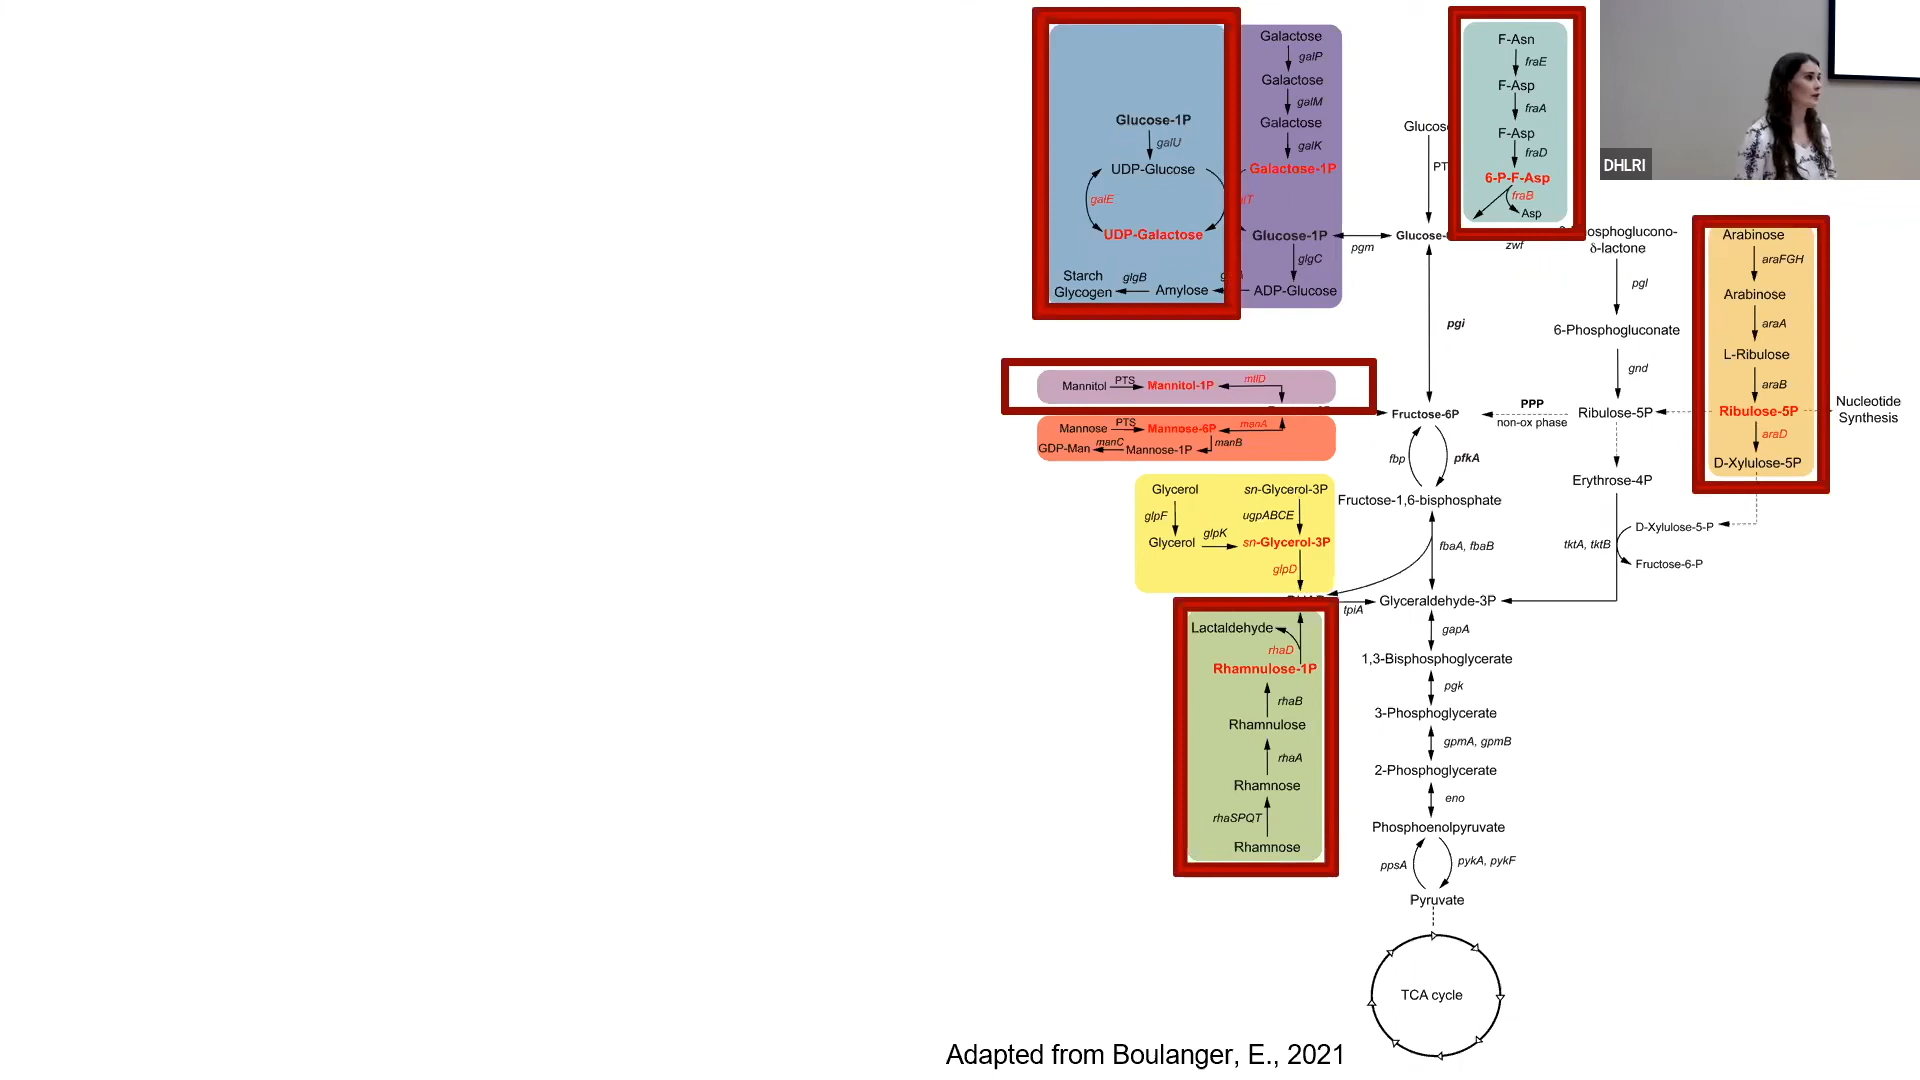 Glucose-1P
galU
UDP-Glucose
galE
UDP-Galactose
Starch
Glycogen
glgB
Amylose
Galactose
galP
Galactose
galM
Galactose
galK
Galactose-1P
Glucose-1P
glgC
ADP-Glucose
pgm
F-Asn
fraE
F-Asp
fraA
F-Asp
fraD
6-P-F-Asp
fraB
Asp
zwf
δ-lactone
pgl
6-Phosphogluconate
gnd
Ribulose-5P
PPP
non-ox phase
Arabinose
araFGH
Arabinose
araA
L-Ribulose
araB
Ribulose-5P
araD
D-Xylulose-5P
Nucleotide
Synthesis
pgi
Mannitol PTS Mannitol-1P mtlD
Mannose PTS Mannose-6P manA
GDP-Man manC Mannose-1P manB
Fructose-6P
fbp
pfkA
Fructose-1,6-bisphosphate
Erythrose-4P
D-Xylulose-5-P
tktA, tktB
Fructose-6-P
Glycerol
sn-Glycerol-3P
glpF
ugpABCE
Glycerol
glpK
sn-Glycerol-3P
glpD
fbaA, fbaB
tpiA
Glyceraldehyde-3P
gapA
1,3-Bisphosphoglycerate
pgk
3-Phosphoglycerate
gpmA, gpmB
2-Phosphoglycerate
eno
Phosphoenolpyruvate
ppsA
pykA, pykF
Pyruvate
TCA cycle
Lactaldehyde
rhaD
Rhamnulose-1P
rhaB
Rhamnulose
rhaA
Rhamnose
rhaSPQT
Rhamnose
Adapted from Boulanger, E., 2021
DHLRI